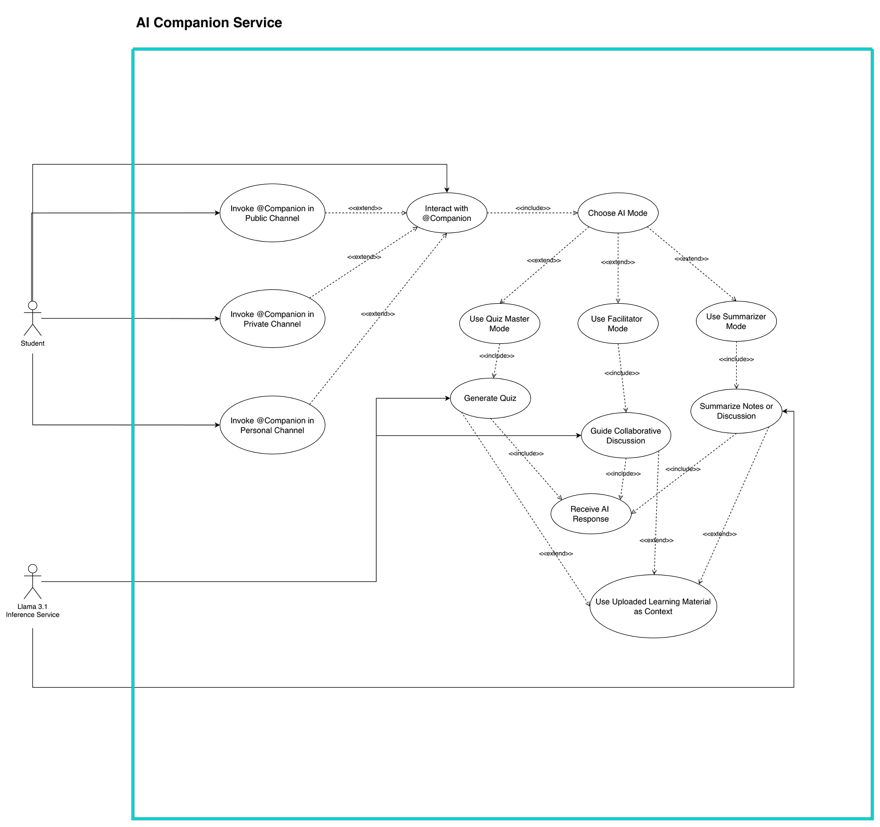 AI Companion Service
Invoke @Companion in
Public Channel
<<extend>>
Interact with
@Companion
<<include>>
Choose AI Mode
<<extend>>
<<extend>>
<<extend>>
<<extend>>
Invoke @Companion in
Private Channel
<<extend>>
Student
Use Quiz Master
Mode
Use Facilitator
Mode
Use Summarizer
Mode
<<include>>
<<include>>
<<include>>
Invoke @Companion in
Personal Channel
Generate Quiz
Guide Collaborative
Discussion
Summarize Notes or
Discussion
<<include>>
<<include>>
<<include>>
Receive AI
Response
<<extend>>
<<extend>>
<<extend>>
Llama 3.1
Inference Service
Use Uploaded Learning Material
as Context